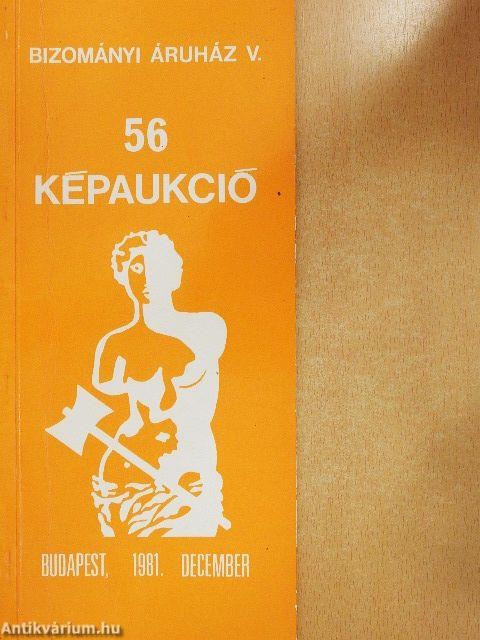 BIZOMÁNYI ÁRUHÁZ V.
56
KÉPAUKCIÓ
BUDAPEST, 1981. DECEMBER
Antikvárium.hu